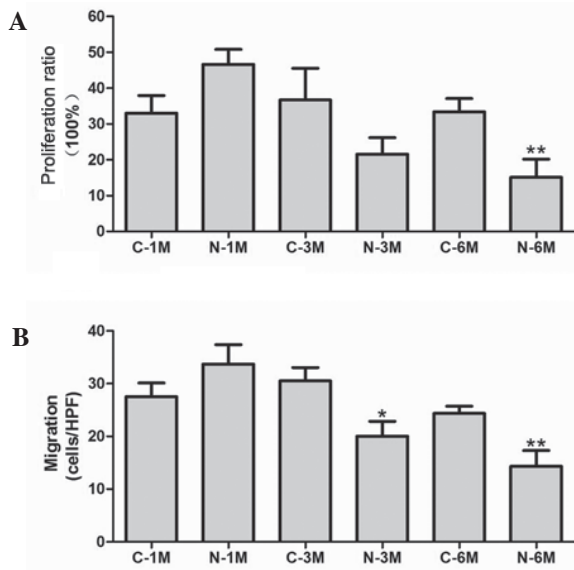 A
Proliferation ratio
(100%)
60
50
40
30
20
10
0
**
C-1M N-1M C-3M N-3M C-6M N-6M
B
Migration
(cells/HPF)
40
30
20
10
0
*
**
C-1M N-1M C-3M N-3M C-6M N-6M